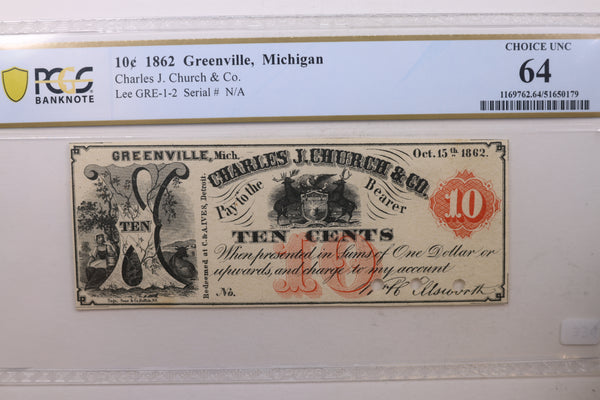 10¢ 1862 Greenville, Michigan
Charles J. Church & Co.
Lee GRE-1-2 Serial # N/A
PCGS
BANKNOTE
CHOICE UNC
64
1169762.64/51650179
GREENVILLE, Mich.
Oct. 15th 1862.
CHARLES J. CHURCH & CO.
Pay to the Bearer
TEN
10
TEN CENTS
Redeemed at C. & A. IVES, Detroit.
When presented in Sums of One Dollar or
upwards, and charge to my account
10
No.